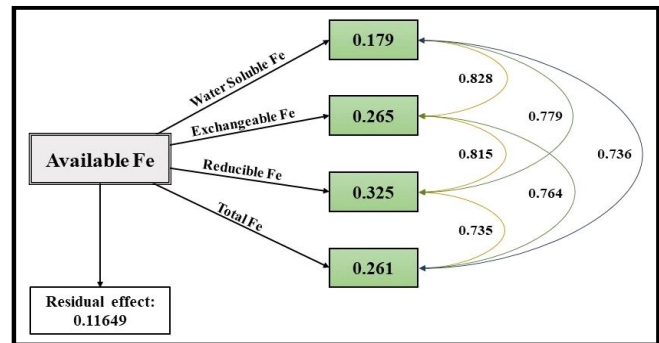 Water Soluble Fe
0.179
0.828
Exchangeable Fe
0.265
0.779
Available Fe
0.815
0.736
Reducible Fe
0.325
0.764
Total Fe
0.735
0.261
Residual effect:
0.11649